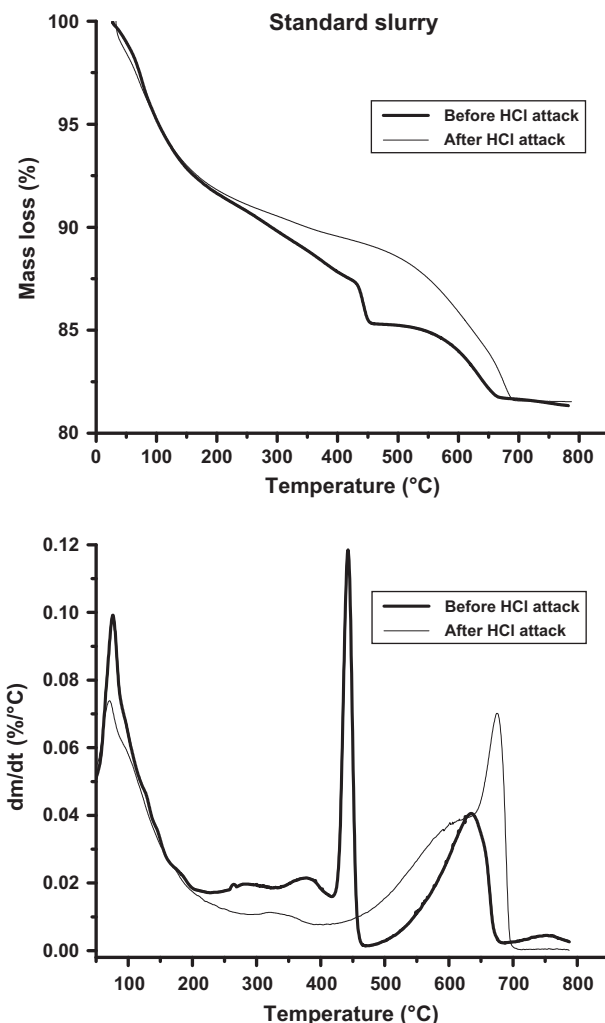 Standard slurry
100
95
90
85
80
Mass loss (%)
Before HCl attack
After HCl attack
0 100 200 300 400 500 600 700 800
Temperature (°C)
0.12
0.10
0.08
0.06
0.04
0.02
0.00
dm/dt (%/°C)
Before HCl attack
After HCl attack
100 200 300 400 500 600 700 800
Temperature (°C)